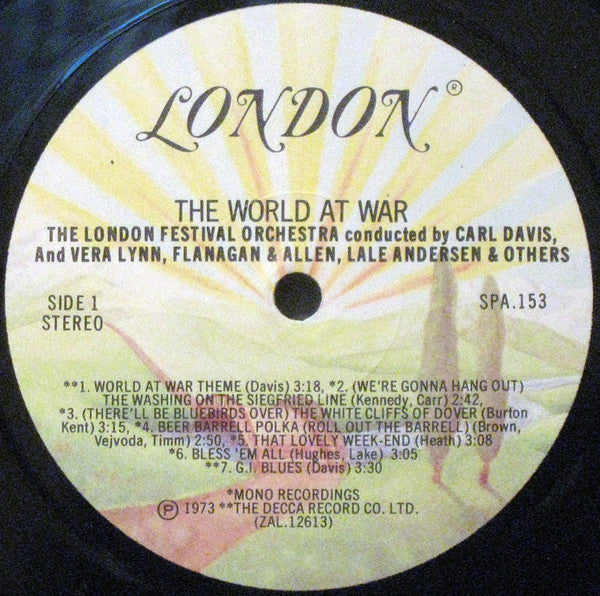 LONDON®
THE WORLD AT WAR
THE LONDON FESTIVAL ORCHESTRA conducted by CARL DAVIS,
And VERA LYNN, FLANAGAN & ALLEN, LALE ANDERSEN & OTHERS
SIDE 1
STEREO
SPA.153
**1. WORLD AT WAR THEME (Davis) 3:18, *2. (WE'RE GONNA HANG OUT)
THE WASHING ON THE SIEGFRIED LINE (Kennedy, Carr) 2:42,
*3. (THERE'LL BE BLUEBIRDS OVER) THE WHITE CLIFFS OF DOVER (Burton
Kent) 3:15, *4. BEER BARRELL POLKA (ROLL OUT THE BARRELL) (Brown,
Vejvoda, Timm) 2:50, *5. THAT LOVELY WEEK-END (Heath) 3:08
*6. BLESS 'EM ALL (Hughes, Lake) 3:05
**7. G.I. BLUES (Davis) 3:30
*MONO RECORDINGS
℗ 1973 **THE DECCA RECORD CO. LTD.
(ZAL.12613)